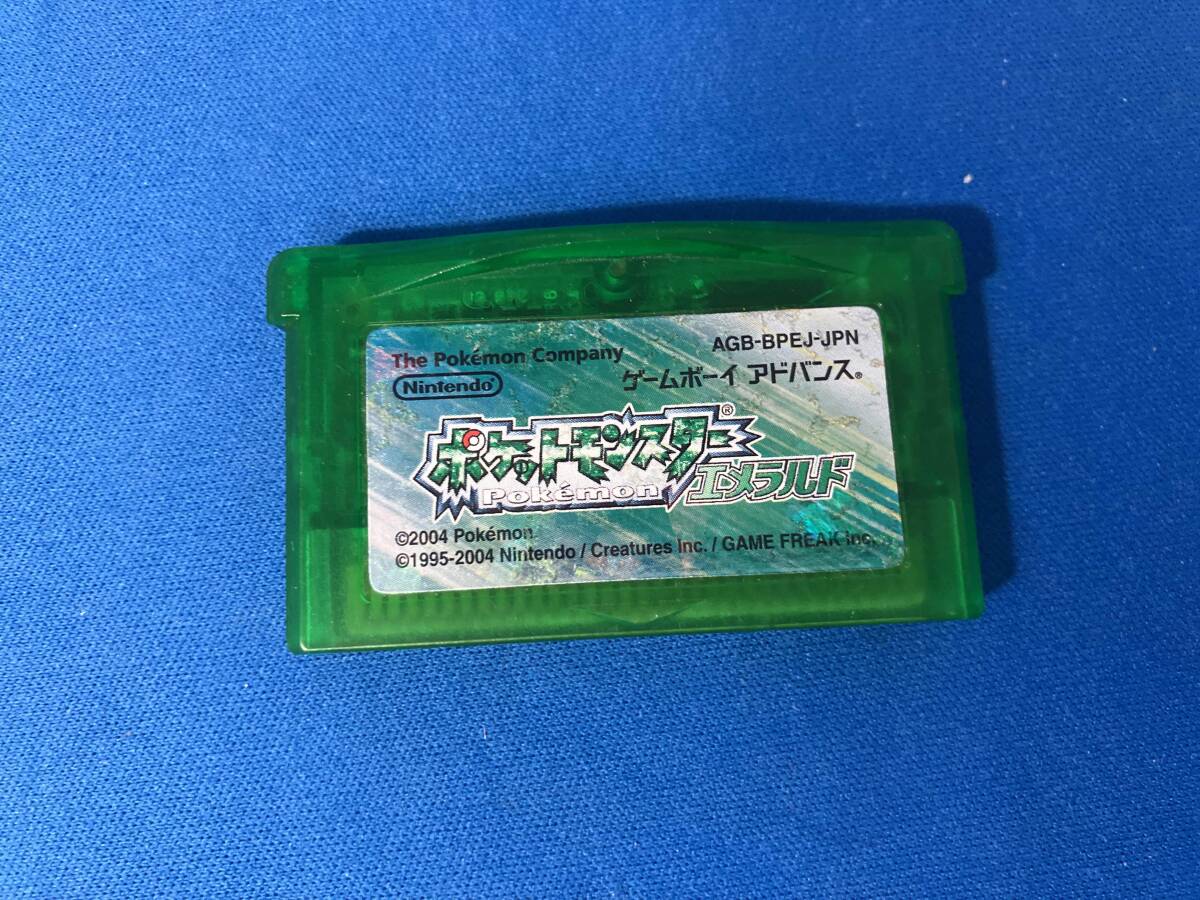 The Pokémon Company
AGB-BPEJ-JPN
Nintendo®
ゲームボーイ アドバンス®
ポケットモンスター®
Pokémon
エメラルド
©2004 Pokémon.
©1995-2004 Nintendo / Creatures Inc. / GAME FREAK inc.